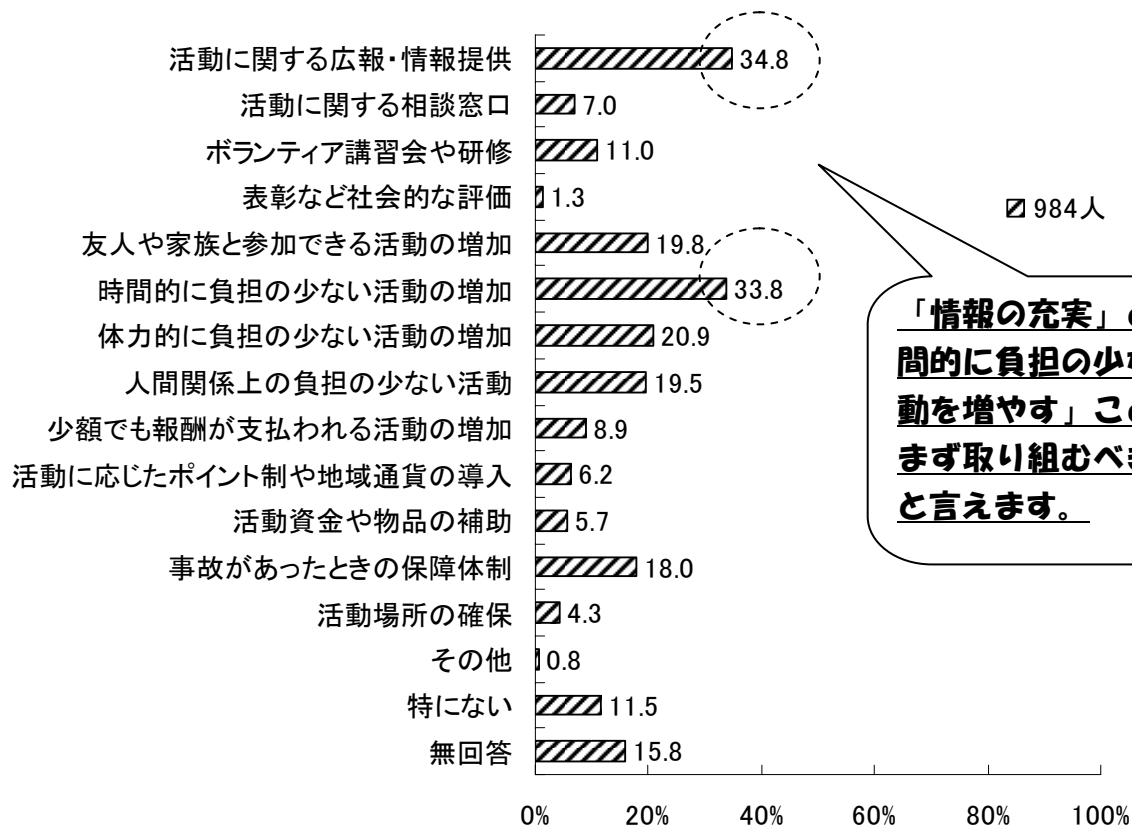 活動に関する広報・情報提供 34.8
活動に関する相談窓口 7.0
ボランティア講習会や研修 11.0
表彰など社会的な評価 1.3
984人
友人や家族と参加できる活動の増加 19.8
時間的に負担の少ない活動の増加 33.8
体力的に負担の少ない活動の増加 20.9
人間関係上の負担の少ない活動 19.5
少額でも報酬が支払われる活動の増加 8.9
活動に応じたポイント制や地域通貨の導入 6.2
活動資金や物品の補助 5.7
事故があったときの保障体制 18.0
活動場所の確保 4.3
その他 0.8
特にない 11.5
無回答 15.8
0% 20% 40% 60% 80% 100%
「情報の充実」
間的に負担の少
動を増やす」こ
まず取り組むべ
と言えます。